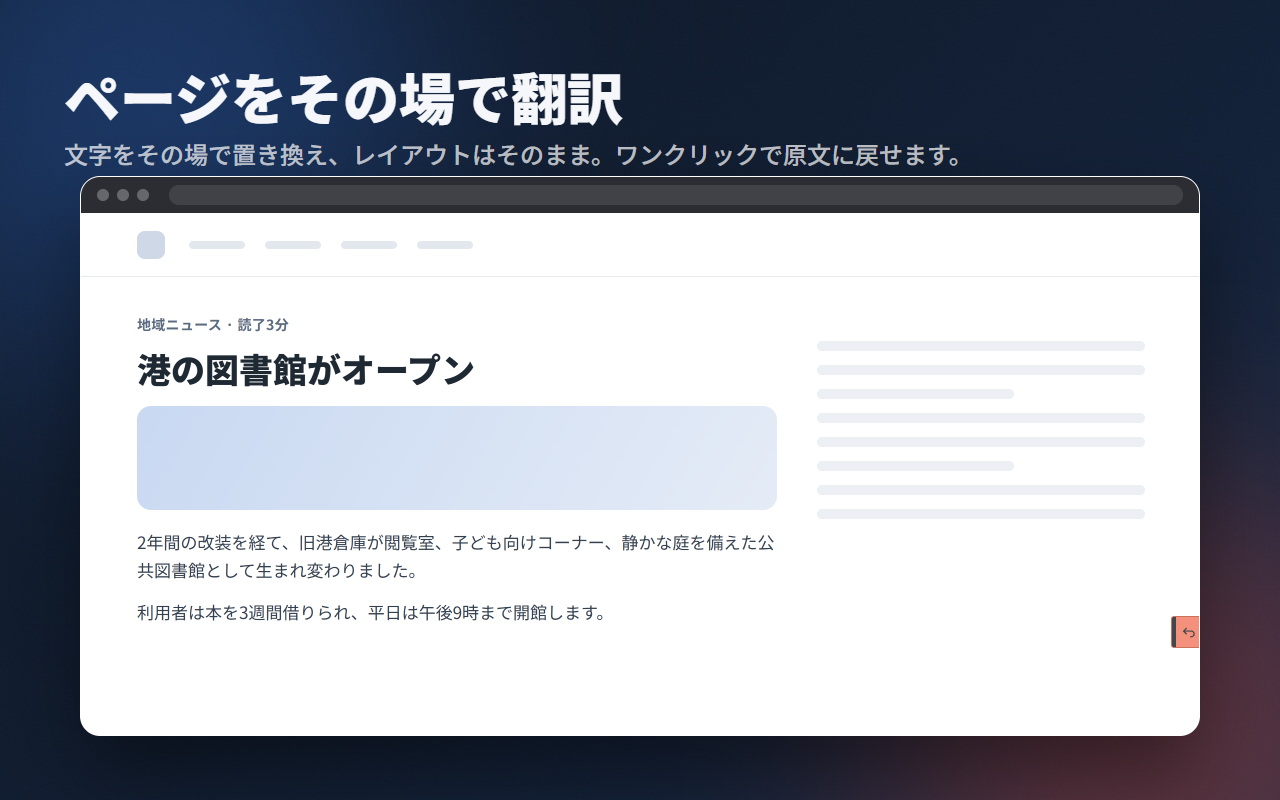 ページをその場で翻訳
文字をその場で置き換え、レイアウトはそのまま。ワンクリックで原文に戻せます。
地域ニュース · 読了3分
港の図書館がオープン
2年間の改装を経て、旧港倉庫が閲覧室、子ども向けコーナー、静かな庭を備えた公
共図書館として生まれ変わりました。
利用者は本を3週間借りられ、平日は午後9時まで開館します。